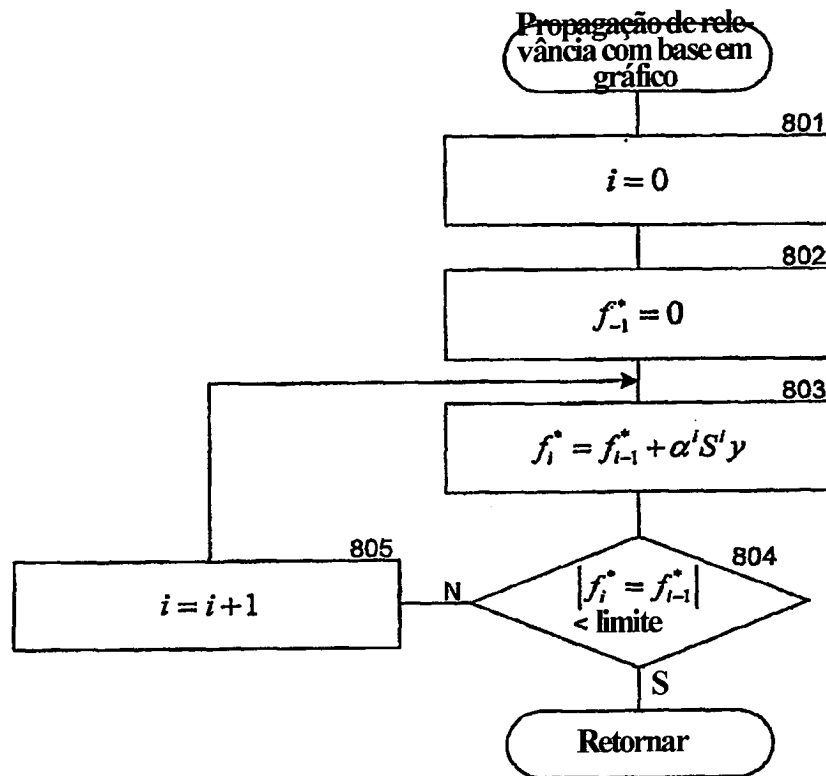 Propagação de rele-
vância com base em
gráfico
801
i = 0
802
f*₋₁ = 0
803
f*ᵢ = f*ᵢ₋₁ + αⁱSⁱy
804
|f*ᵢ = f*ᵢ₋₁|
< limite
N
805
i = i+1
S
Retornar